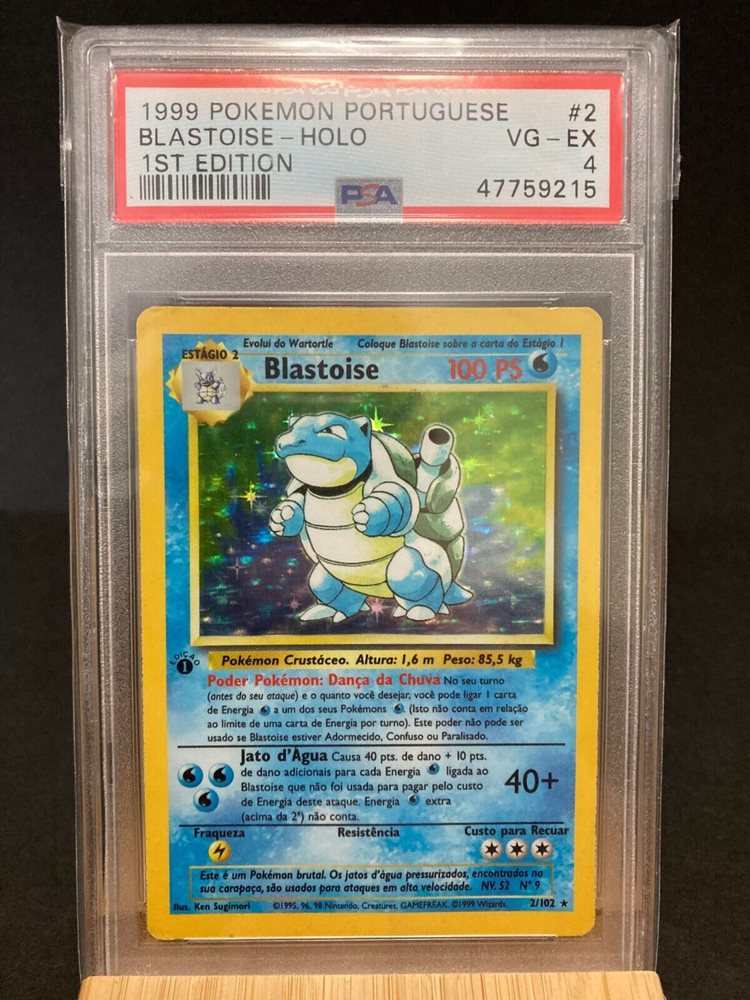 1999 POKEMON PORTUGUESE #2
BLASTOISE - HOLO VG - EX
1ST EDITION 4
PSA 47759215
Evolui do Wartortle Coloque Blastoise sobre a carta do Estágio 1
ESTÁGIO 2
Blastoise 100 PS
EDIÇÃO
1
Pokémon Crustáceo. Altura: 1,6 m Peso: 85,5 kg
Poder Pokémon: Dança da Chuva No seu turno
(antes do seu ataque) e o quanto você desejar, você pode ligar 1 carta
de Energia a um dos seus Pokémons . (Isto não conta em relação
ao limite de uma carta de Energia por turno). Este poder não pode ser
usado se Blastoise estiver Adormecido, Confuso ou Paralisado.
Jato d'Água Causa 40 pts. de dano + 10 pts.
de dano adicionais para cada Energia ligada ao
Blastoise que não foi usada para pagar pelo custo
de Energia deste ataque. Energia extra
(acima da 2ª) não conta.
40+
Fraqueza Resistência Custo para Recuar
Este é um Pokémon brutal. Os jatos d'água pressurizados, encontrados na
sua carapaça, são usados para ataques em alta velocidade. NV. 52 Nº 9
Ilus. Ken Sugimori ©1995, 96, 98 Nintendo, Creatures, GAMEFREAK. ©1999 Wizards. 2/102 ★